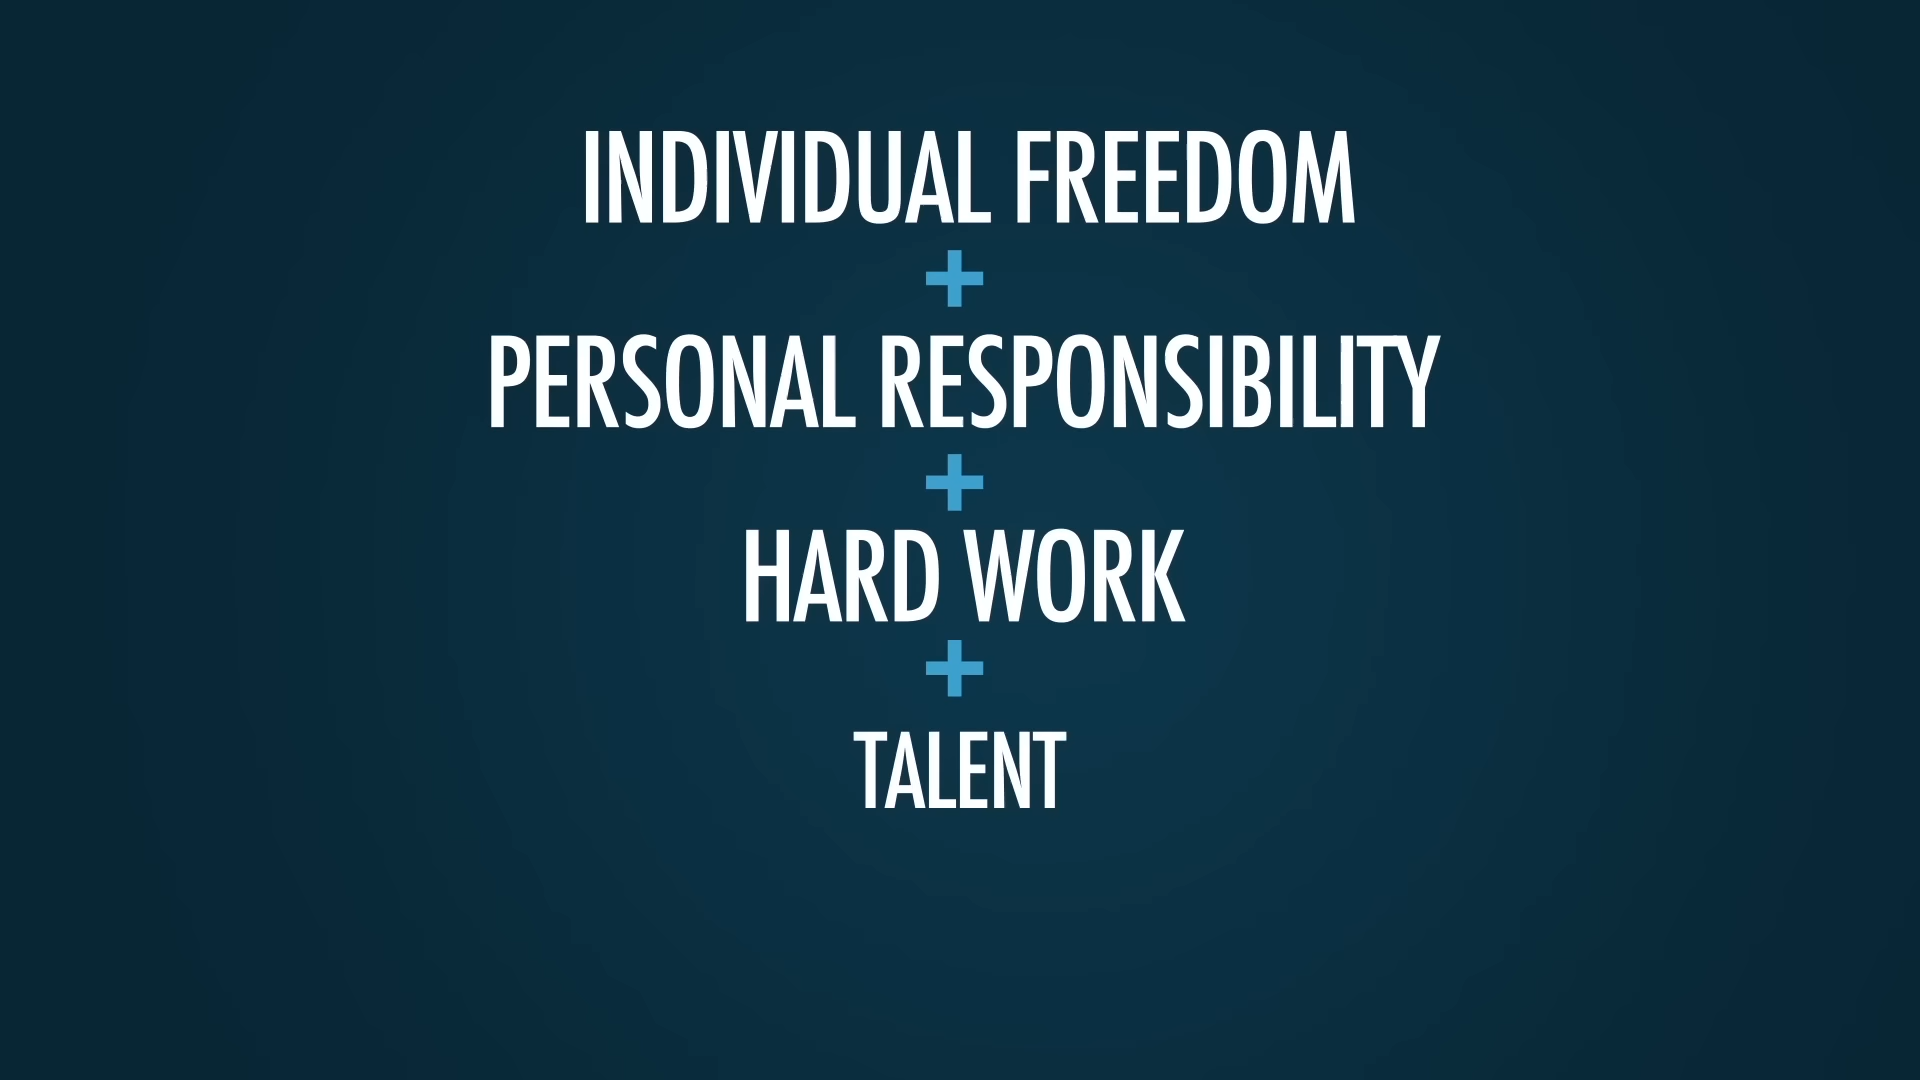 INDIVIDUAL FREEDOM
+
PERSONAL RESPONSIBILITY
+
HARD WORK
+
TALENT